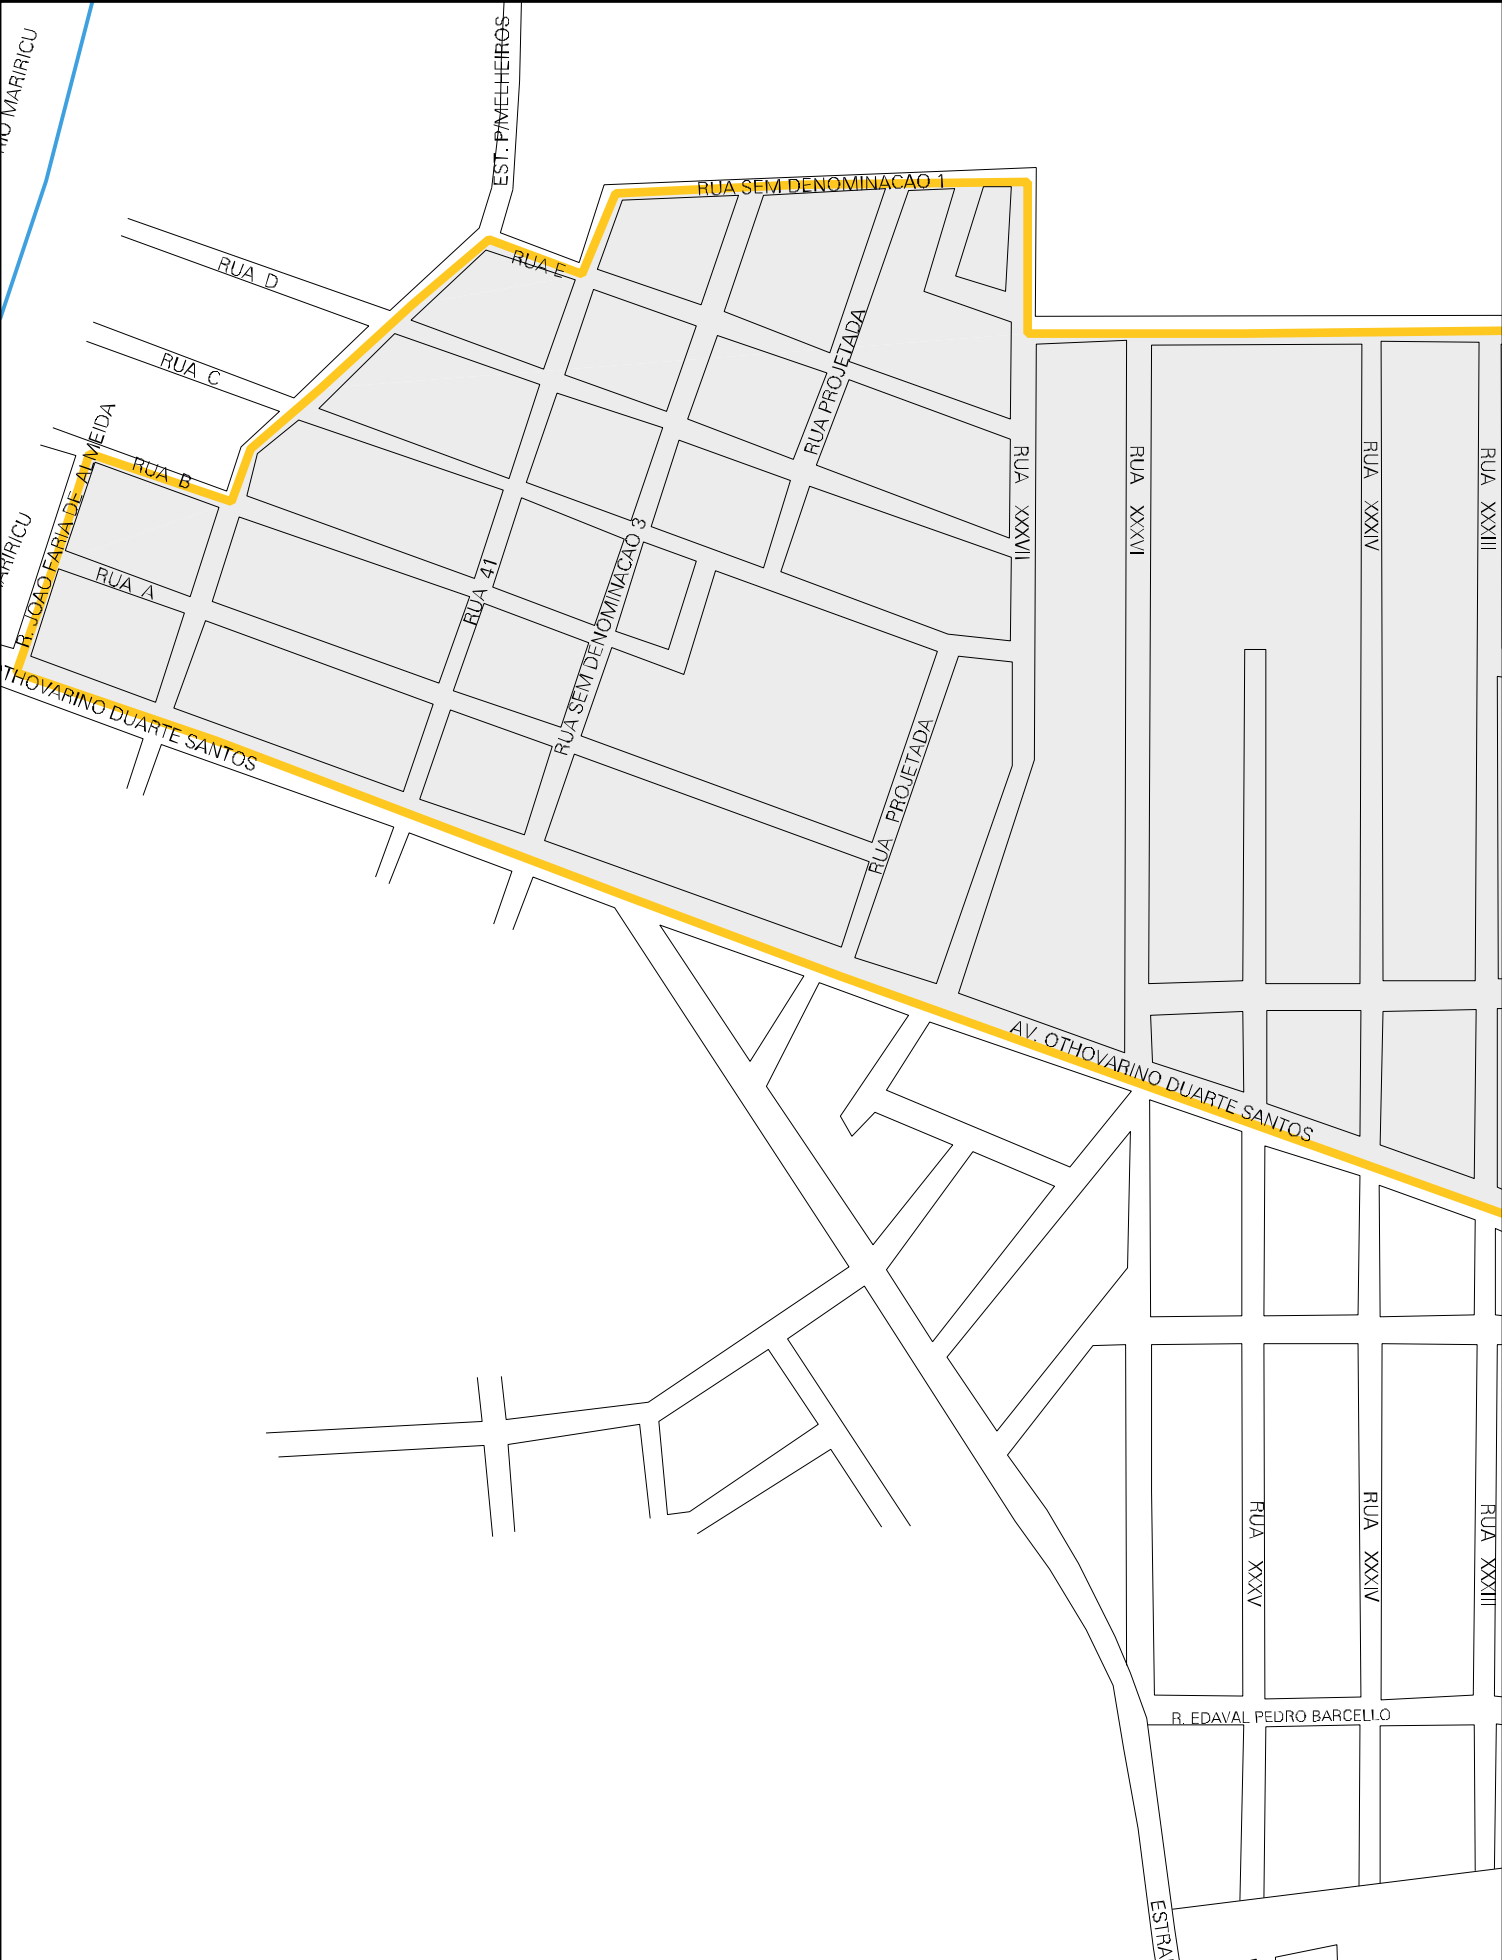 RIO MARIRICU
EST. P/MELHEIROS
RUA SEM DENOMINACAO 1
RUA E
RUA D
RUA C
RUA B
R. JOAO FARIA DE ALMEIDA
RUA A
RUA PROJETADA
RUA XXXVII
RUA XXXVI
RUA XXXIV
RUA XXXIII
RUA 41
RUA SEM DENOMINACAO 3
OTHOVARINO DUARTE SANTOS
RUA PROJETADA
AV. OTHOVARINO DUARTE SANTOS
RUA XXXV
RUA XXXIV
RUA XXXIII
R. EDAVAL PEDRO BARCELLO